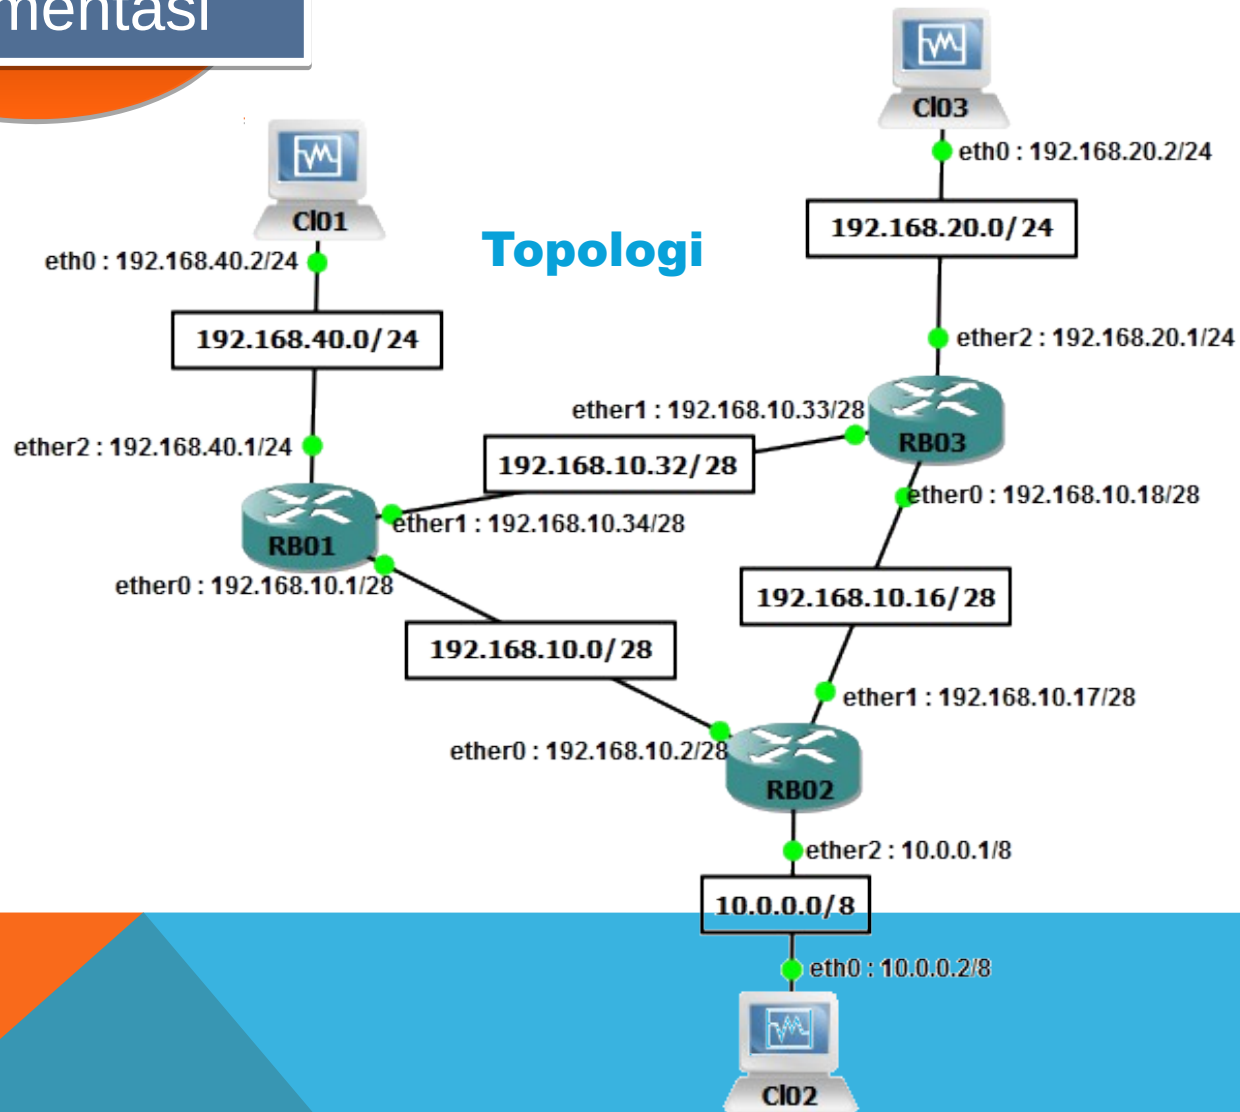 mentasi
Cl03
eth0 : 192.168.20.2/24
192.168.20.0/24
Cl01
Topologi
eth0 : 192.168.40.2/24
192.168.40.0/24
ether2 : 192.168.20.1/24
ether1 : 192.168.10.33/28
RB03
ether2 : 192.168.40.1/24
192.168.10.32/28
ether0 : 192.168.10.18/28
ether1 : 192.168.10.34/28
RB01
ether0 : 192.168.10.1/28
192.168.10.16/28
192.168.10.0/28
ether1 : 192.168.10.17/28
ether0 : 192.168.10.2/28
RB02
ether2 : 10.0.0.1/8
10.0.0.0/8
eth0 : 10.0.0.2/8
Cl02